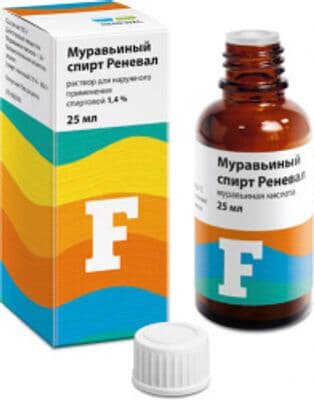 Муравьиный
спирт Реневал
раствор для наружного
применения
спиртовой 1,4 %
25 мл
F
Муравьиный
спирт Реневал
муравьиная кислота
25 мл
F